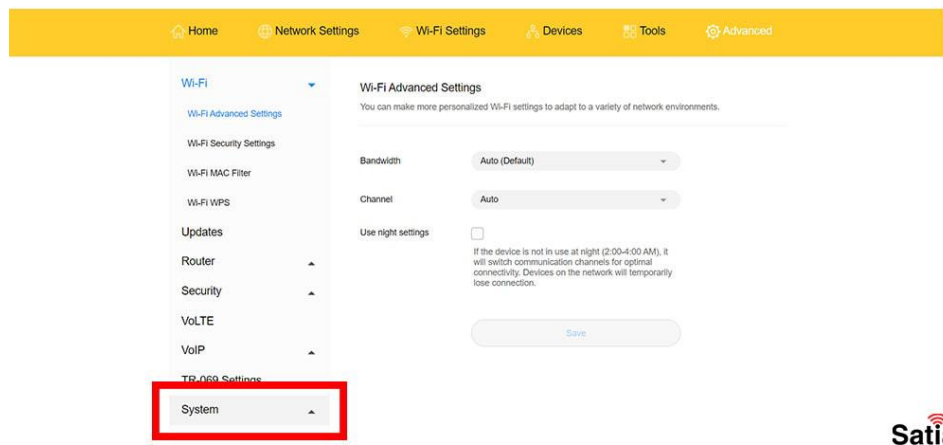 Home Network Settings Wi-Fi Settings Devices Tools Advanced
Wi-Fi
Wi-Fi Advanced Settings
Wi-Fi Security Settings
Wi-Fi MAC Filter
Wi-Fi WPS
Updates
Router
Security
VoLTE
VoIP
TR-069 Settings
System
Wi-Fi Advanced Settings
You can make more personalized Wi-Fi settings to adapt to a variety of network environments.
Bandwidth Auto (Default)
Channel Auto
Use night settings
If the device is not in use at night (2:00-4:00 AM), it
will switch communication channels for optimal
connectivity. Devices on the network will temporarily
lose connection.
Save